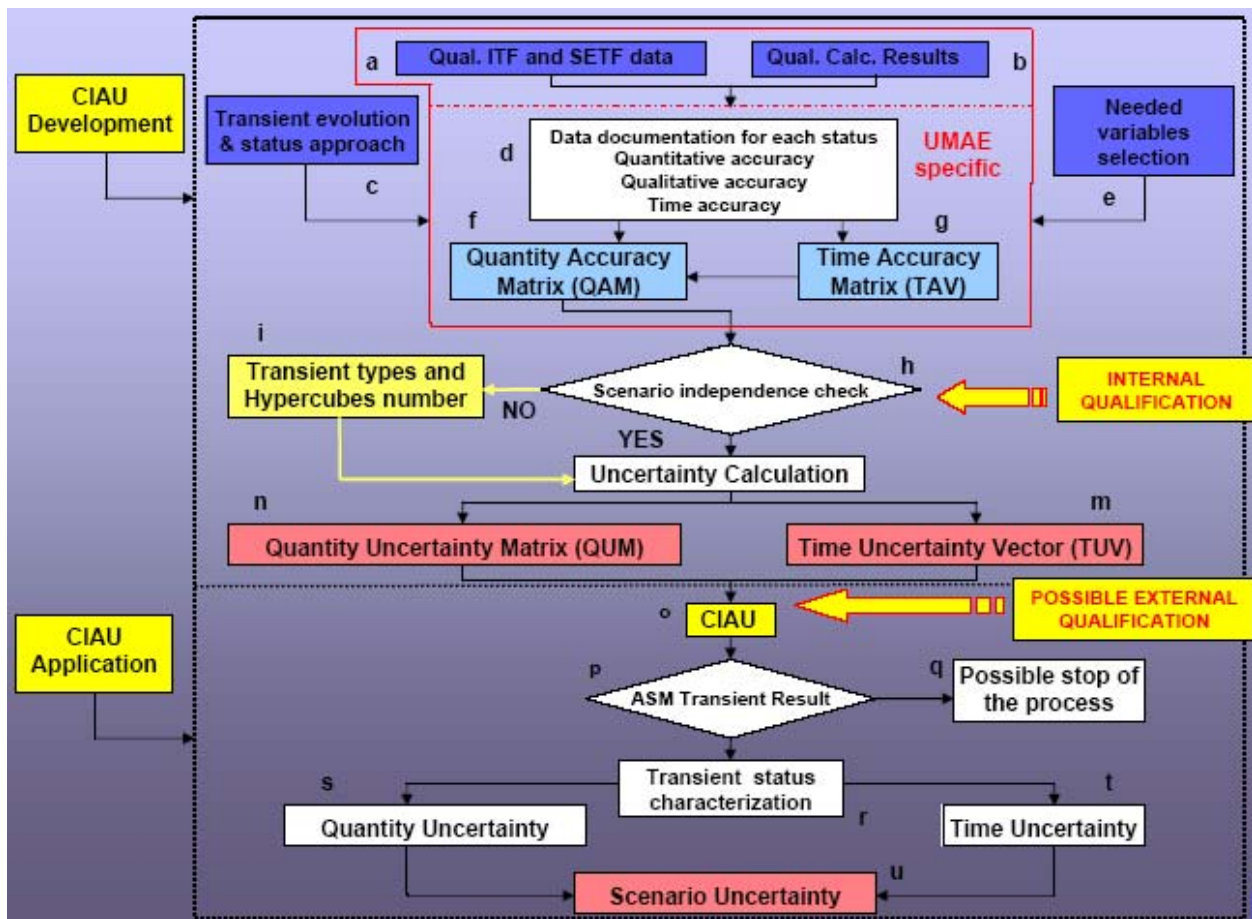 a
Qual. ITF and SETF data
Qual. Calc. Results
b
CIAU
Development
Transient evolution
& status approach
c
d
Data documentation for each status
Quantitative accuracy
Qualitative accuracy
Time accuracy
UMAE
specific
Needed
variables
selection
e
f
Quantity Accuracy
Matrix (QAM)
g
Time Accuracy
Matrix (TAV)
i
Transient types and
Hypercubes number
NO
Scenario independence check
h
INTERNAL
QUALIFICATION
YES
Uncertainty Calculation
n
Quantity Uncertainty Matrix (QUM)
m
Time Uncertainty Vector (TUV)
CIAU
Application
o
CIAU
POSSIBLE EXTERNAL
QUALIFICATION
p
ASM Transient Result
q
Possible stop of
the process
Transient status
characterization
r
s
Quantity Uncertainty
t
Time Uncertainty
Scenario Uncertainty
u